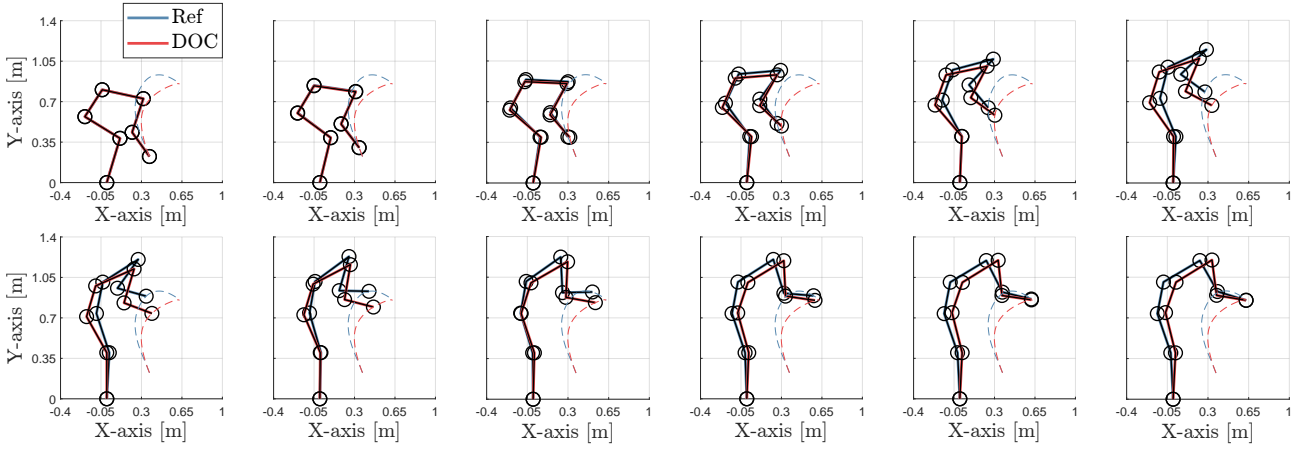 Ref
DOC
Y-axis [m]
1.4
1.05
0.7
0.35
0
-0.4 -0.05 0.3 0.65 1
X-axis [m]
-0.4 -0.05 0.3 0.65 1
X-axis [m]
-0.4 -0.05 0.3 0.65 1
X-axis [m]
-0.4 -0.05 0.3 0.65 1
X-axis [m]
-0.4 -0.05 0.3 0.65 1
X-axis [m]
-0.4 -0.05 0.3 0.65 1
X-axis [m]
Y-axis [m]
1.4
1.05
0.7
0.35
0
-0.4 -0.05 0.3 0.65 1
X-axis [m]
-0.4 -0.05 0.3 0.65 1
X-axis [m]
-0.4 -0.05 0.3 0.65 1
X-axis [m]
-0.4 -0.05 0.3 0.65 1
X-axis [m]
-0.4 -0.05 0.3 0.65 1
X-axis [m]
-0.4 -0.05 0.3 0.65 1
X-axis [m]